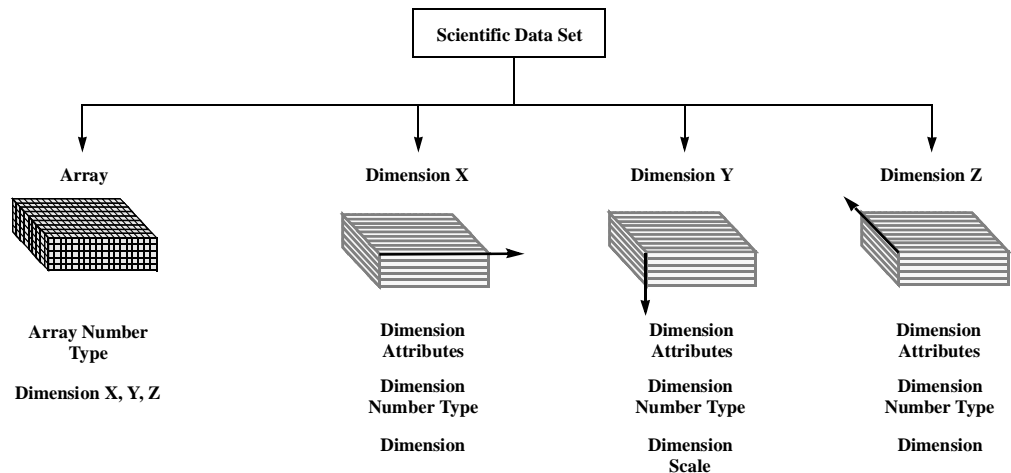 Scientific Data Set
Array
Dimension X
Dimension Y
Dimension Z
Array Number
Type
Dimension X, Y, Z
Dimension
Attributes
Dimension
Number Type
Dimension
Dimension
Attributes
Dimension
Number Type
Dimension
Scale
Dimension
Attributes
Dimension
Number Type
Dimension